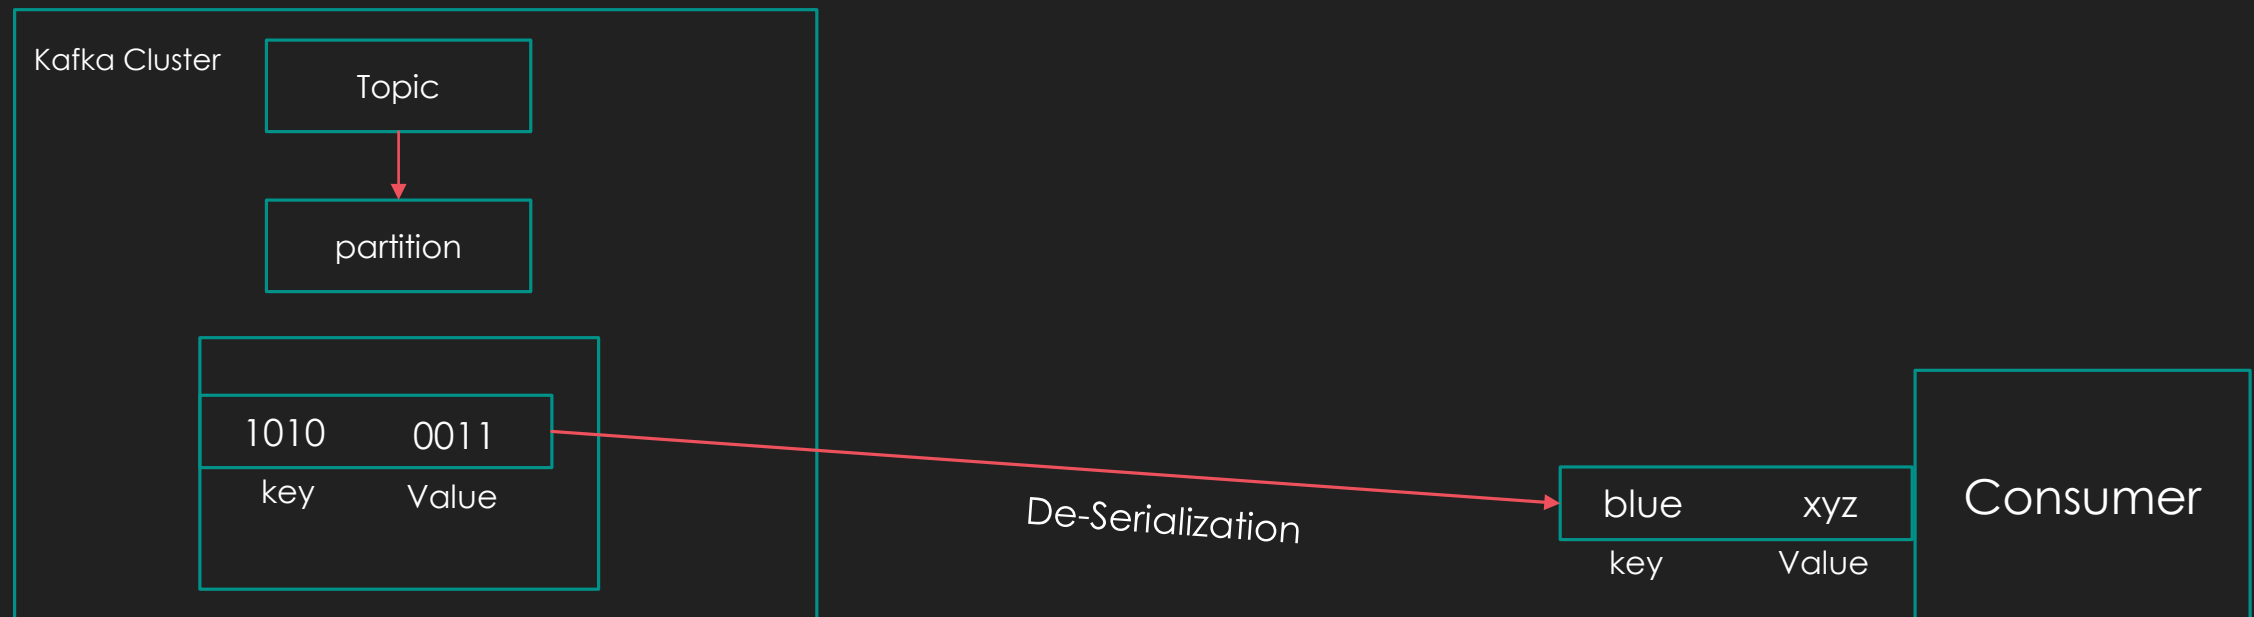 Kafka Cluster
Topic
partition
1010 0011
key Value
De-Serialization
blue xyz
key Value
Consumer